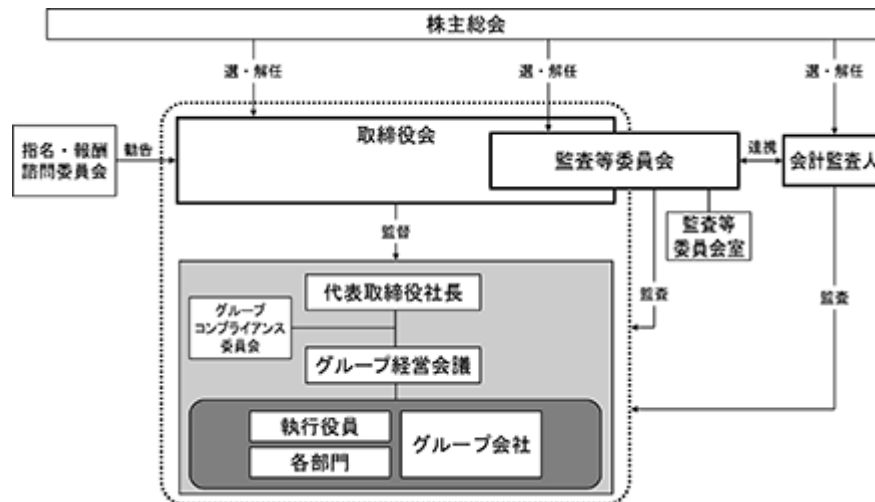 株主総会
選・解任
選・解任
選・解任
取締役会
指名・報酬
諮問委員会
勧告
監査等委員会
連携
会計監査人
監査等
委員会室
監督
代表取締役社長
監査
監査
グループ
コンプライアンス
委員会
グループ経営会議
執行役員
グループ会社
各部門